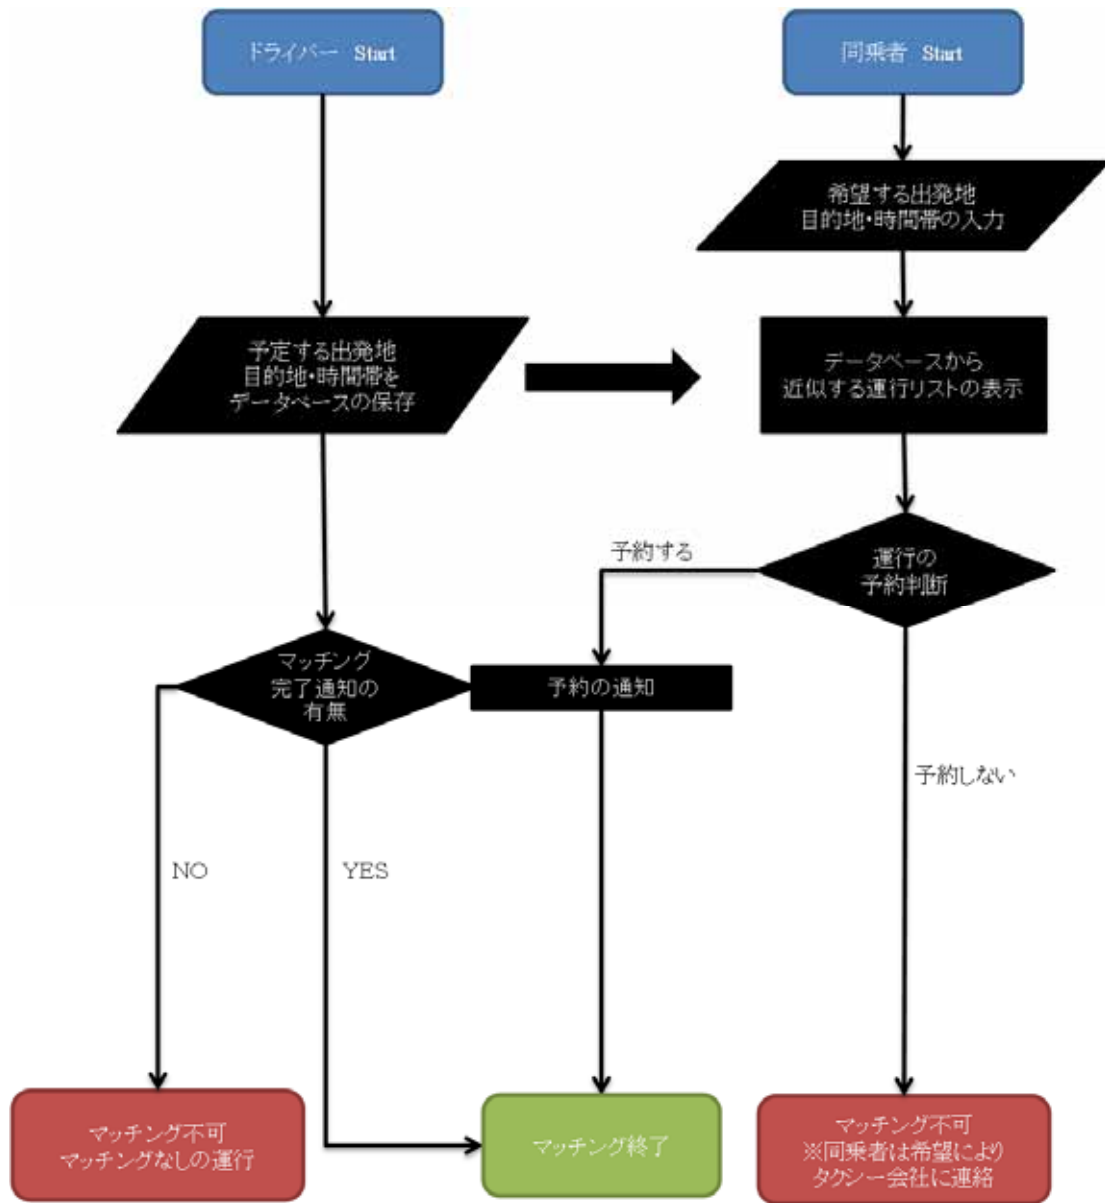 ドライバー Start
同乗者 Start
希望する出発地
目的地・時間帯の入力
予定する出発地
目的地・時間帯を
データベースの保存
データベースから
近似する運行リストの表示
予約する
運行の
予約判断
マッチング
完了通知の
有無
予約の通知
予約しない
NO
YES
マッチング不可
マッチングなしの運行
マッチング終了
マッチング不可
※同乗者は希望により
タクシー会社に連絡